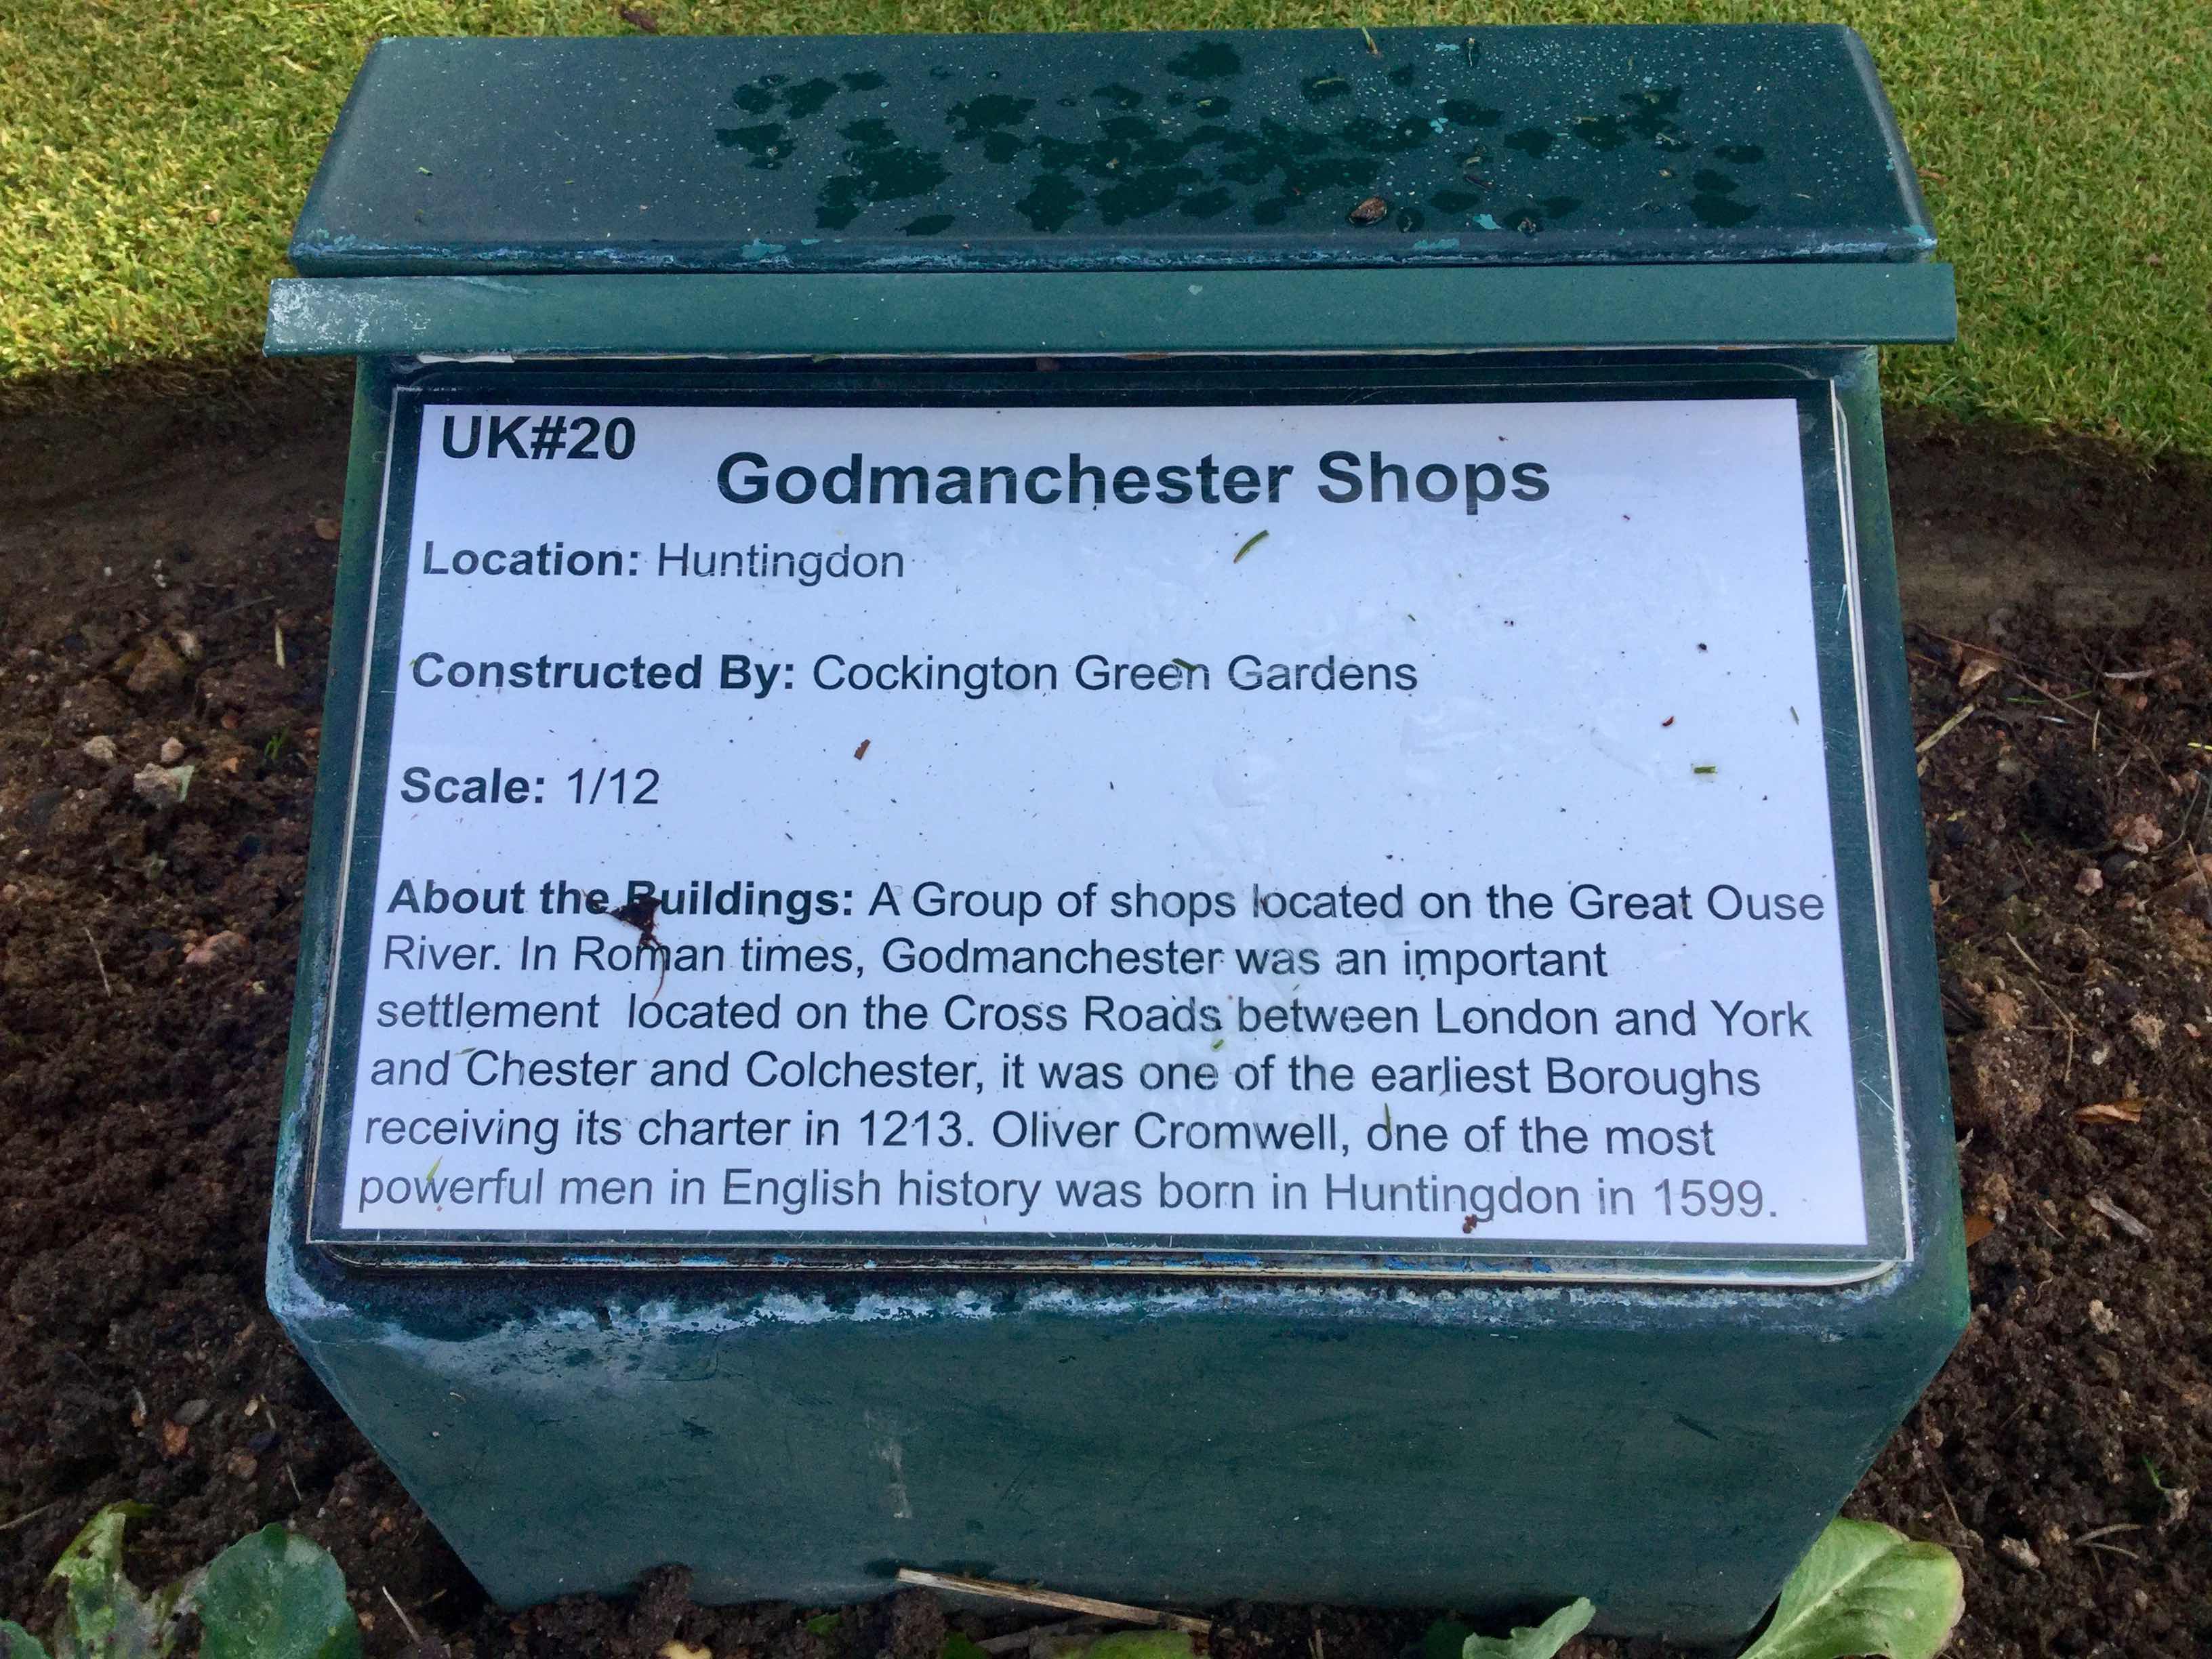 UK#20
Godmanchester Shops
Location: Huntingdon
Constructed By: Cockington Green Gardens
Scale: 1/12
About the Buildings: A Group of shops located on the Great Ouse
River. In Roman times, Godmanchester was an important
settlement located on the Cross Roads between London and York
and Chester and Colchester, it was one of the earliest Boroughs
receiving its charter in 1213. Oliver Cromwell, one of the most
powerful men in English history was born in Huntingdon in 1599.